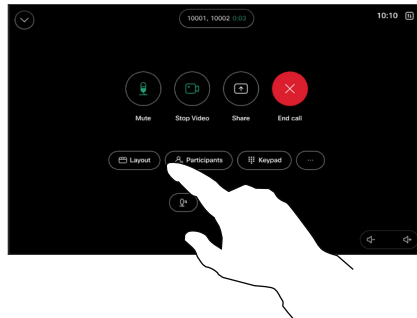 10001, 10002 0:03
10:10
Mute
Stop Video
Share
End call
Layout
Participants
Keypad
...